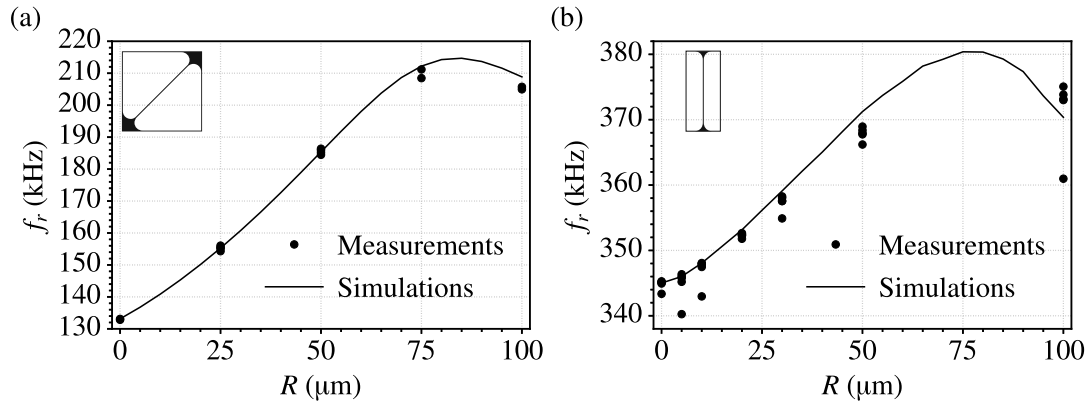 (a)
220
210
200
190
180
170
160
150
140
130
f_r (kHz)
Measurements
Simulations
0 25 50 75 100
R (μm)
(b)
380
370
360
350
340
f_r (kHz)
Measurements
Simulations
0 25 50 75 100
R (μm)